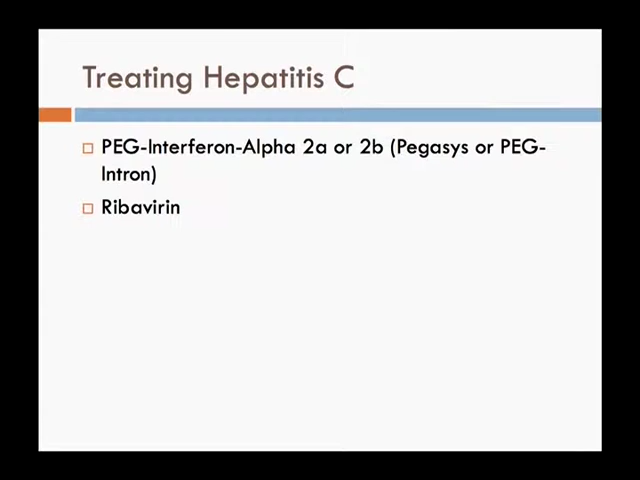 Treating Hepatitis C
PEG-Interferon-Alpha 2a or 2b (Pegasys or PEG-
Intron)
Ribavirin